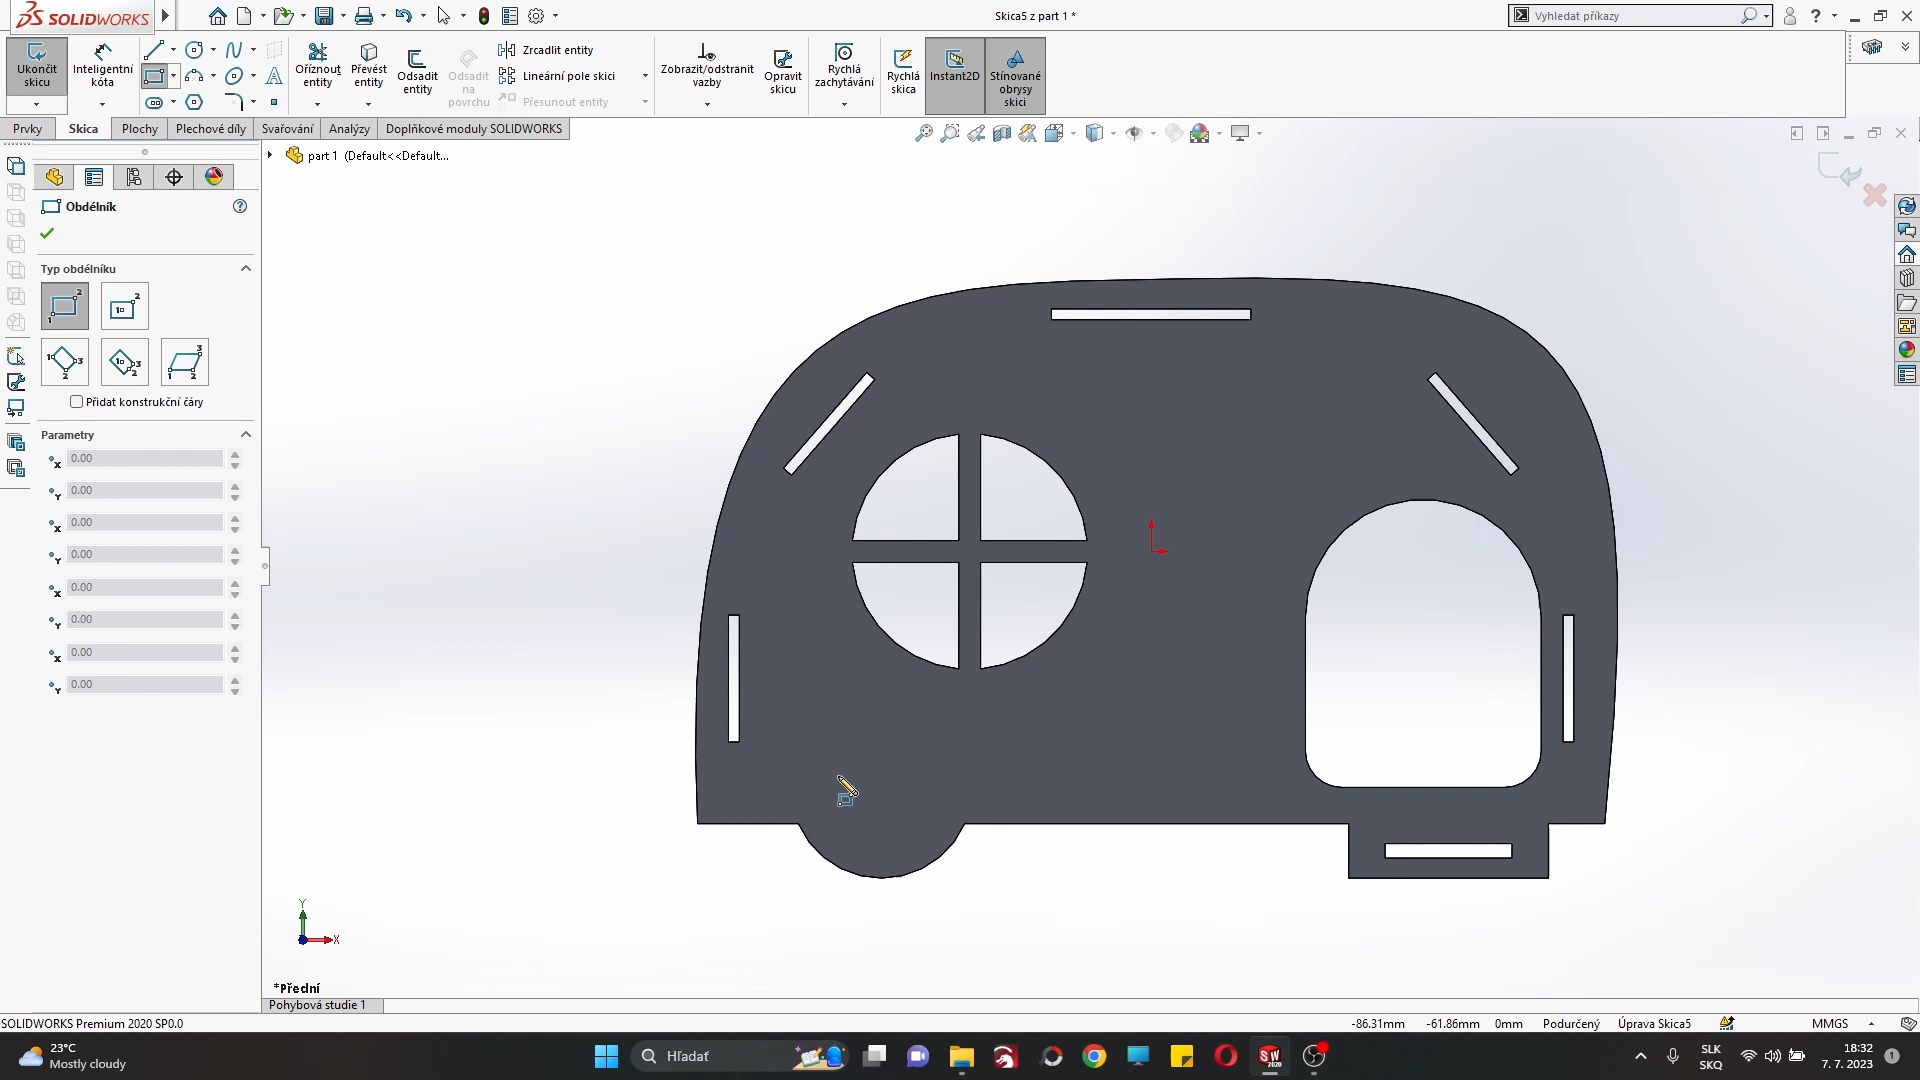 SOLIDWORKS
Skica5 z part 1 *
Vyhledat příkazy
Ukončit skicu
Inteligentní kóta
Oříznout entity
Převést entity
Odsadit entity
Odsadit na povrchu
Zrcadlit entity
Lineární pole skici
Přesunout entity
Zobrazit/odstranit vazby
Opravit skicu
Rychlá zachytávání
Rychlá skica
Instant2D
Stínované obrysy skici
Prvky
Skica
Plochy
Plechové díly
Svařování
Analýzy
Doplňkové moduly SOLIDWORKS
part 1 (Default<<Default...
Obdélník
Typ obdélníku
Přidat konstrukční čáry
Parametry
x 0.00
Y 0.00
x 0.00
Y 0.00
x 0.00
Y 0.00
x 0.00
Y 0.00
Y
X
*Přední
Pohybová studie 1
SOLIDWORKS Premium 2020 SP0.0
-86.31mm -61.86mm 0mm Podurčený Úprava Skica5 MMGS
23°C
Mostly cloudy
Hľadať
SLK
SKQ
18:32
7. 7. 2023
1